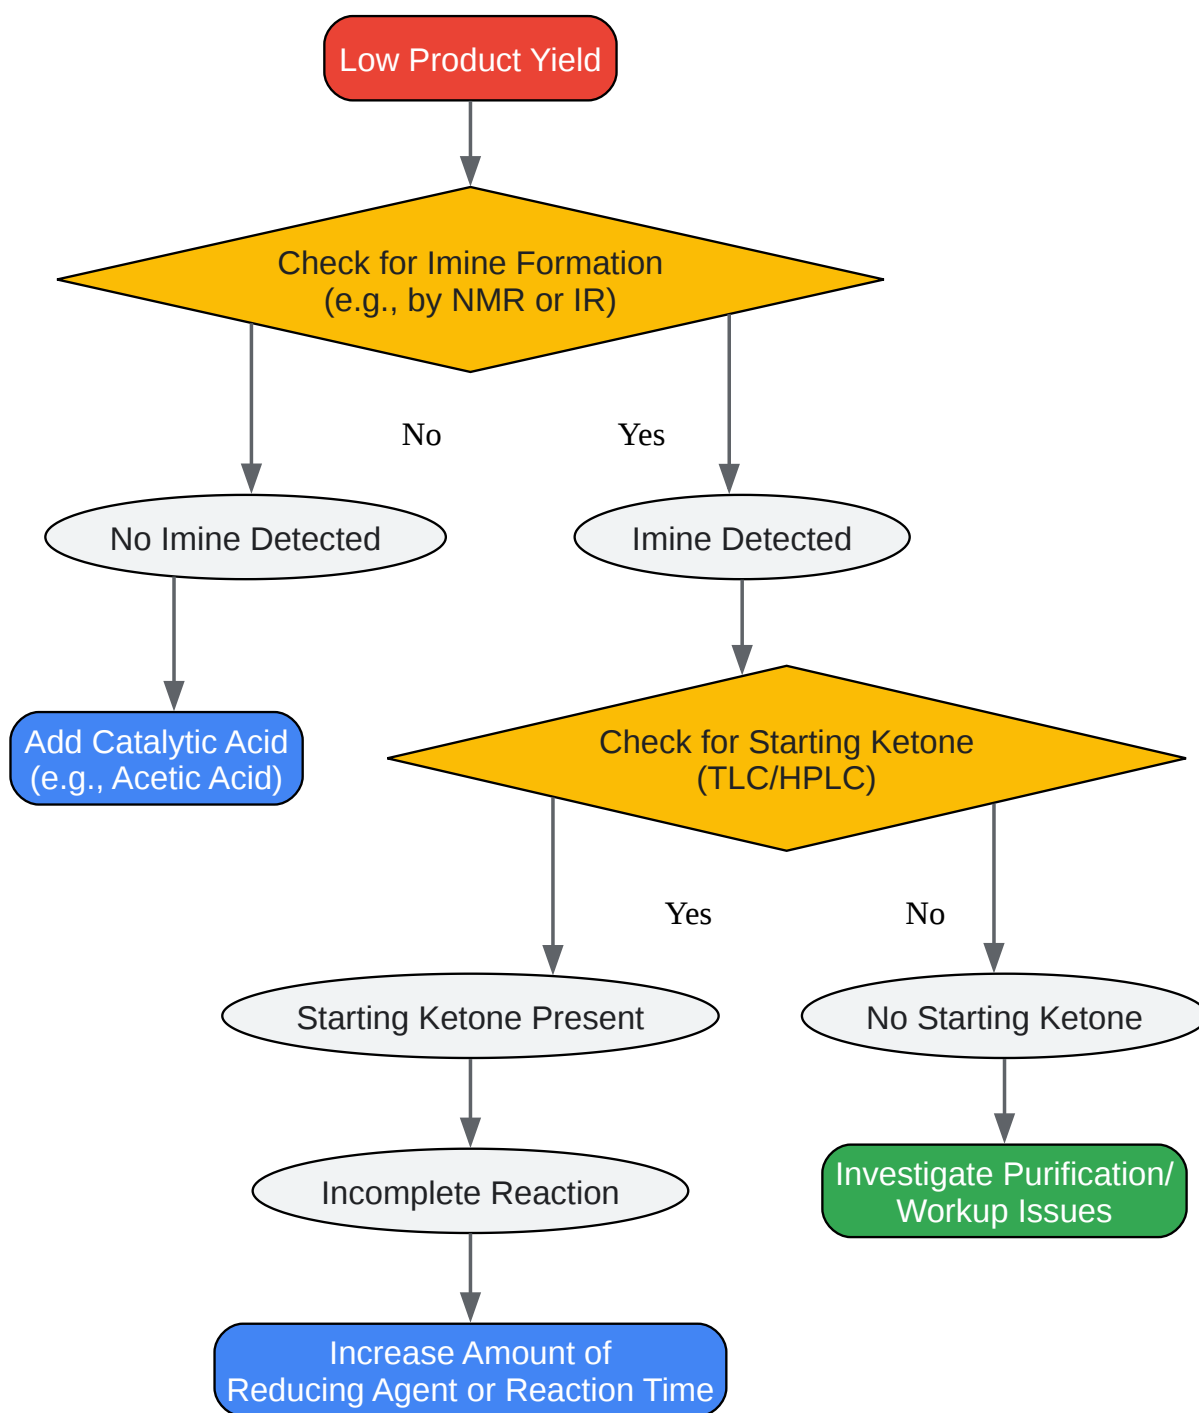 Low Product Yield
Check for Imine Formation
(e.g., by NMR or IR)
No
Yes
No Imine Detected
Imine Detected
Add Catalytic Acid
(e.g., Acetic Acid)
Check for Starting Ketone
(TLC/HPLC)
Yes
No
Starting Ketone Present
No Starting Ketone
Incomplete Reaction
Investigate Purification/
Workup Issues
Increase Amount of
Reducing Agent or Reaction Time